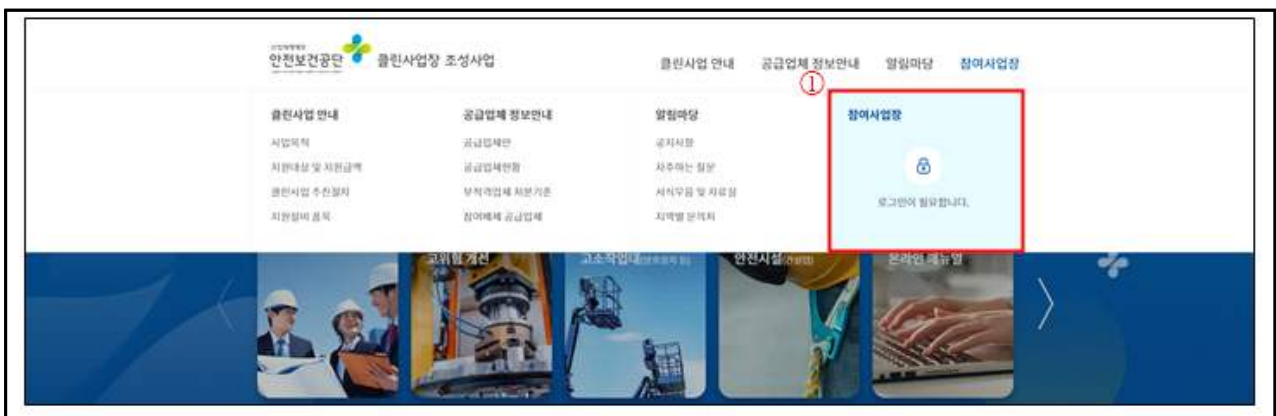 안전보건공단 클린사업장 조성사업
클린사업 안내 공급업체 정보안내 알림마당 참여사업장
①
클린사업 안내 공급업체 정보안내 알림마당 참여사업장
사업목적 공급업체란 공지사항
지원대상 및 지원금액 공급업체현황 자주하는 질문
클린사업 추진절차 부적격업체 처분기준 서식모음 및 자료실
로그인이 필요합니다.
지원설비 품목 참여배제 공급업체 지역별 문의처
고위험 개선 고소작업대 안전시설(건설업) 온라인 매뉴얼